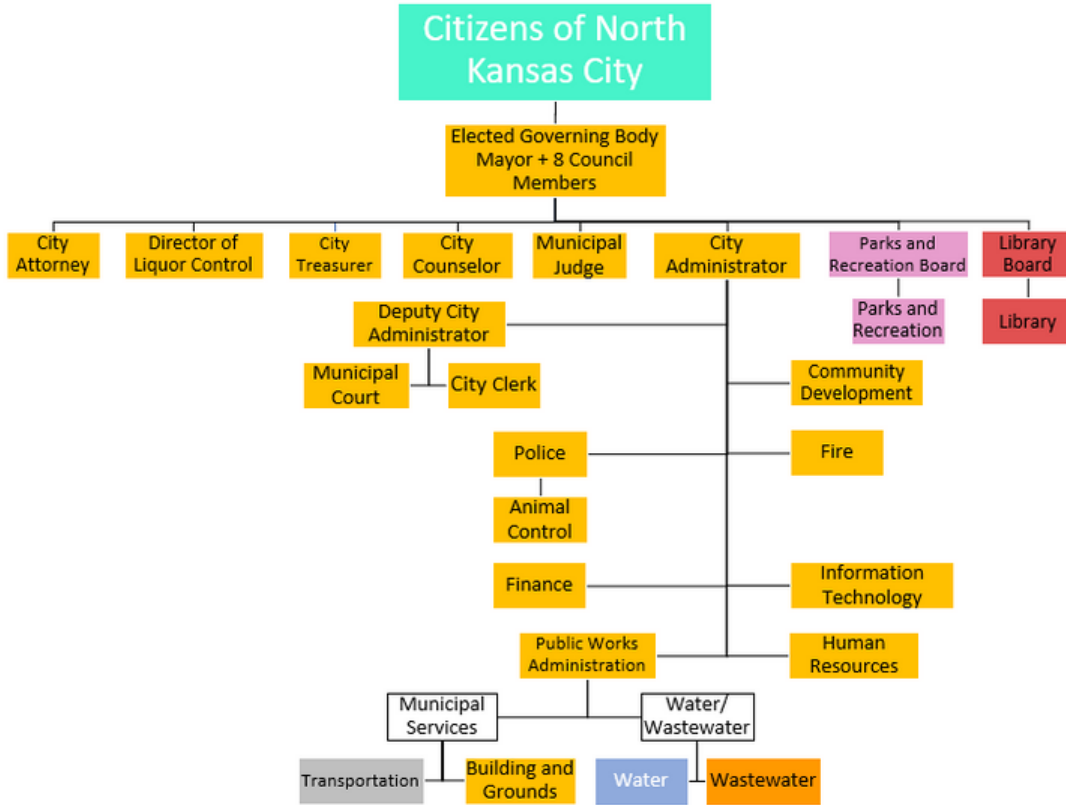 Citizens of North
Kansas City
Elected Governing Body
Mayor + 8 Council
Members
City
Attorney
Director of
Liquor Control
City
Treasurer
City
Counselor
Municipal
Judge
City
Administrator
Parks and
Recreation Board
Library
Board
Deputy City
Administrator
Parks and
Recreation
Library
Municipal
Court
City Clerk
Community
Development
Police
Fire
Animal
Control
Finance
Information
Technology
Public Works
Administration
Human
Resources
Municipal
Services
Water/
Wastewater
Transportation
Building and
Grounds
Water
Wastewater